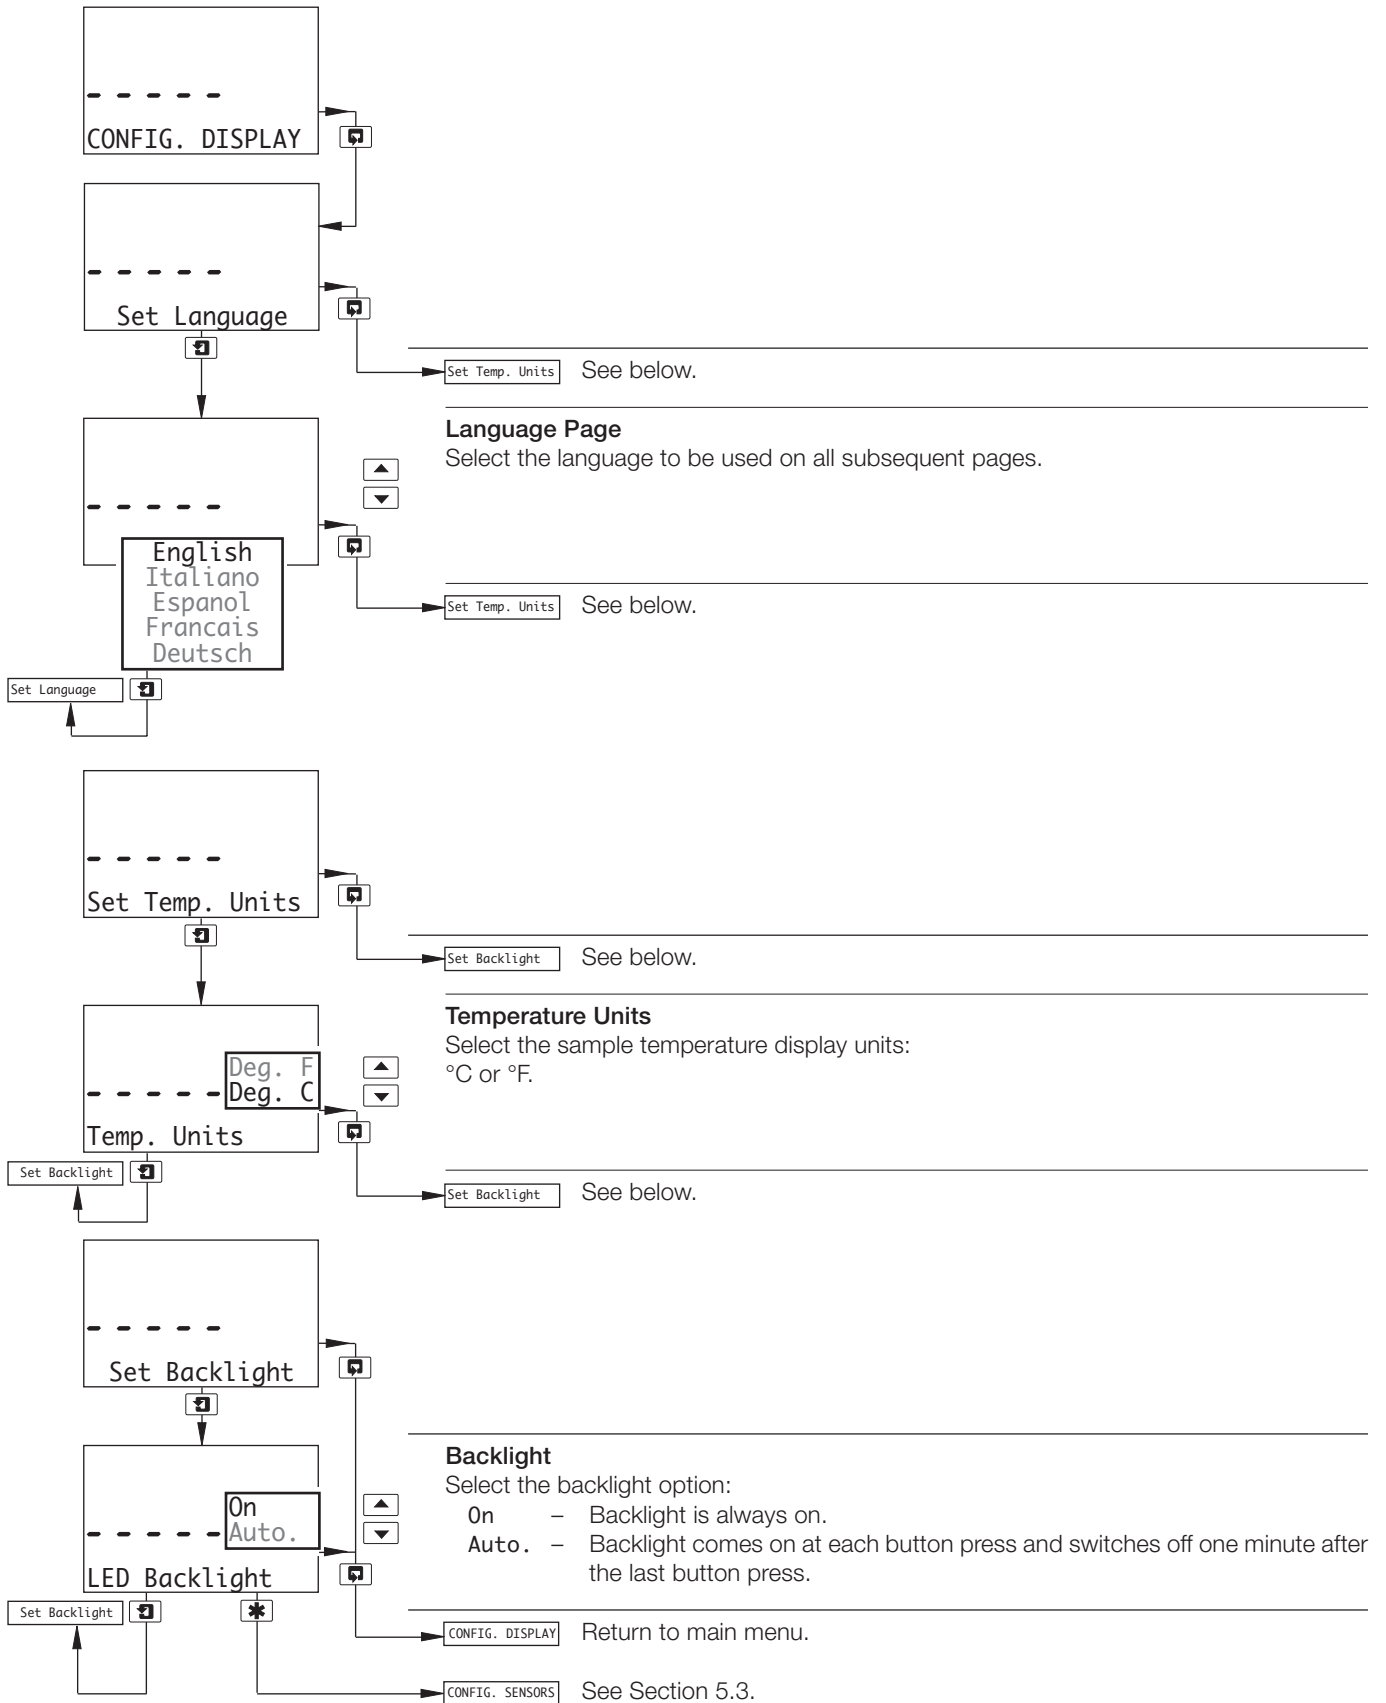 CONFIG. DISPLAY
Set Language
Set Temp. Units See below.
Language Page
Select the language to be used on all subsequent pages.
English
Italiano
Espanol
Francais
Deutsch
Set Temp. Units See below.
Set Language
Set Temp. Units
Set Backlight See below.
Temperature Units
Select the sample temperature display units:
°C or °F.
Deg. F
Deg. C
Temp. Units
Set Backlight
Set Backlight See below.
Set Backlight
Backlight
Select the backlight option:
On – Backlight is always on.
Auto. – Backlight comes on at each button press and switches off one minute after
the last button press.
On
Auto.
LED Backlight
Set Backlight
CONFIG. DISPLAY Return to main menu.
CONFIG. SENSORS See Section 5.3.